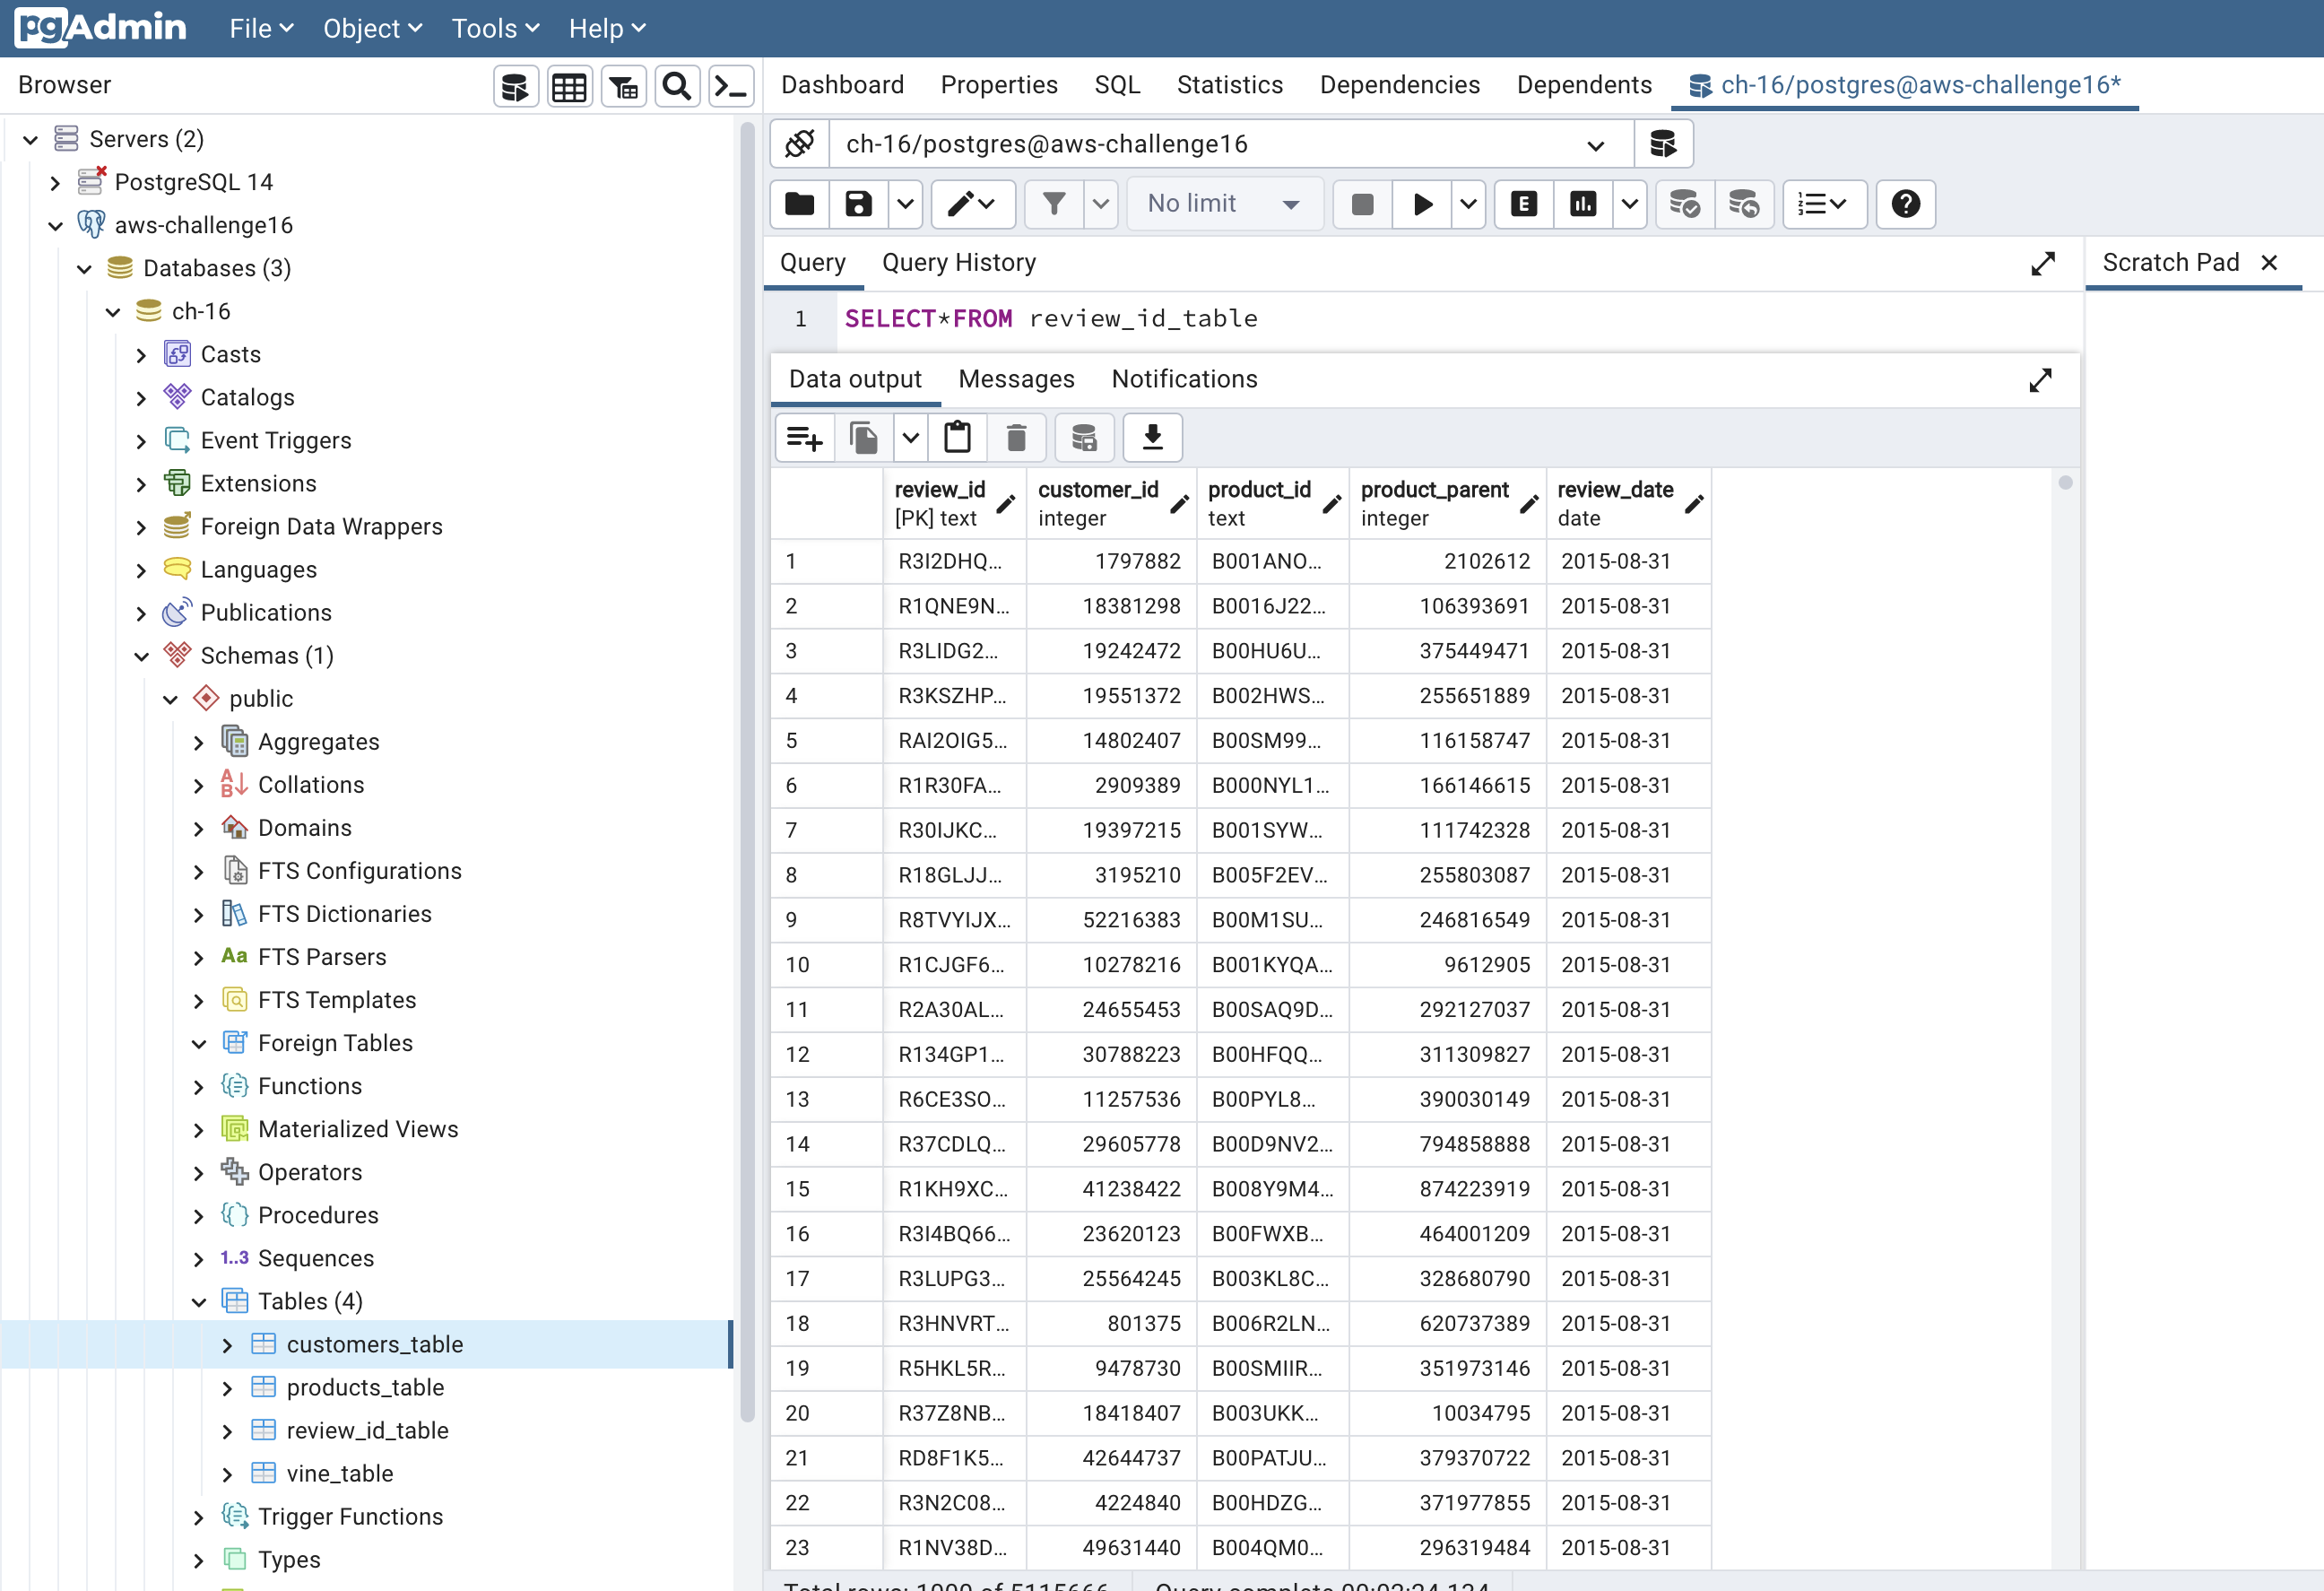 pgAdmin File Object Tools Help
Browser
Dashboard Properties SQL Statistics Dependencies Dependents ch-16/postgres@aws-challenge16*
Servers (2)
PostgreSQL 14
aws-challenge16
Databases (3)
ch-16
Casts
Catalogs
Event Triggers
Extensions
Foreign Data Wrappers
Languages
Publications
Schemas (1)
public
Aggregates
A B Collations
Domains
FTS Configurations
FTS Dictionaries
Aa FTS Parsers
FTS Templates
Foreign Tables
Functions
Materialized Views
Operators
Procedures
1..3 Sequences
Tables (4)
customers_table
products_table
review_id_table
vine_table
Trigger Functions
Types
ch-16/postgres@aws-challenge16
No limit E ?
Query Query History
Scratch Pad
1 SELECT*FROM review_id_table
Data output Messages Notifications
review_id customer_id product_id product_parent review_date
[PK] text integer text integer date
1 R3I2DHQ… 1797882 B001ANO… 2102612 2015-08-31
2 R1QNE9N… 18381298 B0016J22… 106393691 2015-08-31
3 R3LIDG2… 19242472 B00HU6U… 375449471 2015-08-31
4 R3KSZHP… 19551372 B002HWS… 255651889 2015-08-31
5 RAI2OIG5… 14802407 B00SM99… 116158747 2015-08-31
6 R1R30FA… 2909389 B000NYL1… 166146615 2015-08-31
7 R30IJKC… 19397215 B001SYW… 111742328 2015-08-31
8 R18GLJJ… 3195210 B005F2EV… 255803087 2015-08-31
9 R8TVYIJX… 52216383 B00M1SU… 246816549 2015-08-31
10 R1CJGF6… 10278216 B001KYQA… 9612905 2015-08-31
11 R2A30AL… 24655453 B00SAQ9D… 292127037 2015-08-31
12 R134GP1… 30788223 B00HFQQ… 311309827 2015-08-31
13 R6CE3SO… 11257536 B00PYL8… 390030149 2015-08-31
14 R37CDLQ… 29605778 B00D9NV2… 794858888 2015-08-31
15 R1KH9XC… 41238422 B008Y9M4… 874223919 2015-08-31
16 R3I4BQ66… 23620123 B00FWXB… 464001209 2015-08-31
17 R3LUPG3… 25564245 B003KL8C… 328680790 2015-08-31
18 R3HNVRT… 801375 B006R2LN… 620737389 2015-08-31
19 R5HKL5R… 9478730 B00SMIIR… 351973146 2015-08-31
20 R37Z8NB… 18418407 B003UKK… 10034795 2015-08-31
21 RD8F1K5… 42644737 B00PATJU… 379370722 2015-08-31
22 R3N2C08… 4224840 B00HDZG… 371977855 2015-08-31
23 R1NV38D… 49631440 B004QM0… 296319484 2015-08-31
Total rows: 1000 of 5115666 Query complete 00:02:24.124